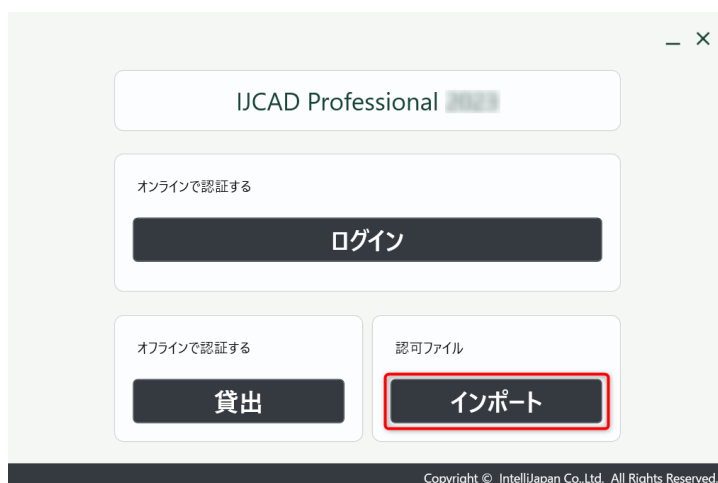 IJCAD Professional
オンラインで認証する
ログイン
オフラインで認証する
貸出
認可ファイル
インポート
Copyright © IntelliJapan Co.,Ltd. All Rights Reserved.